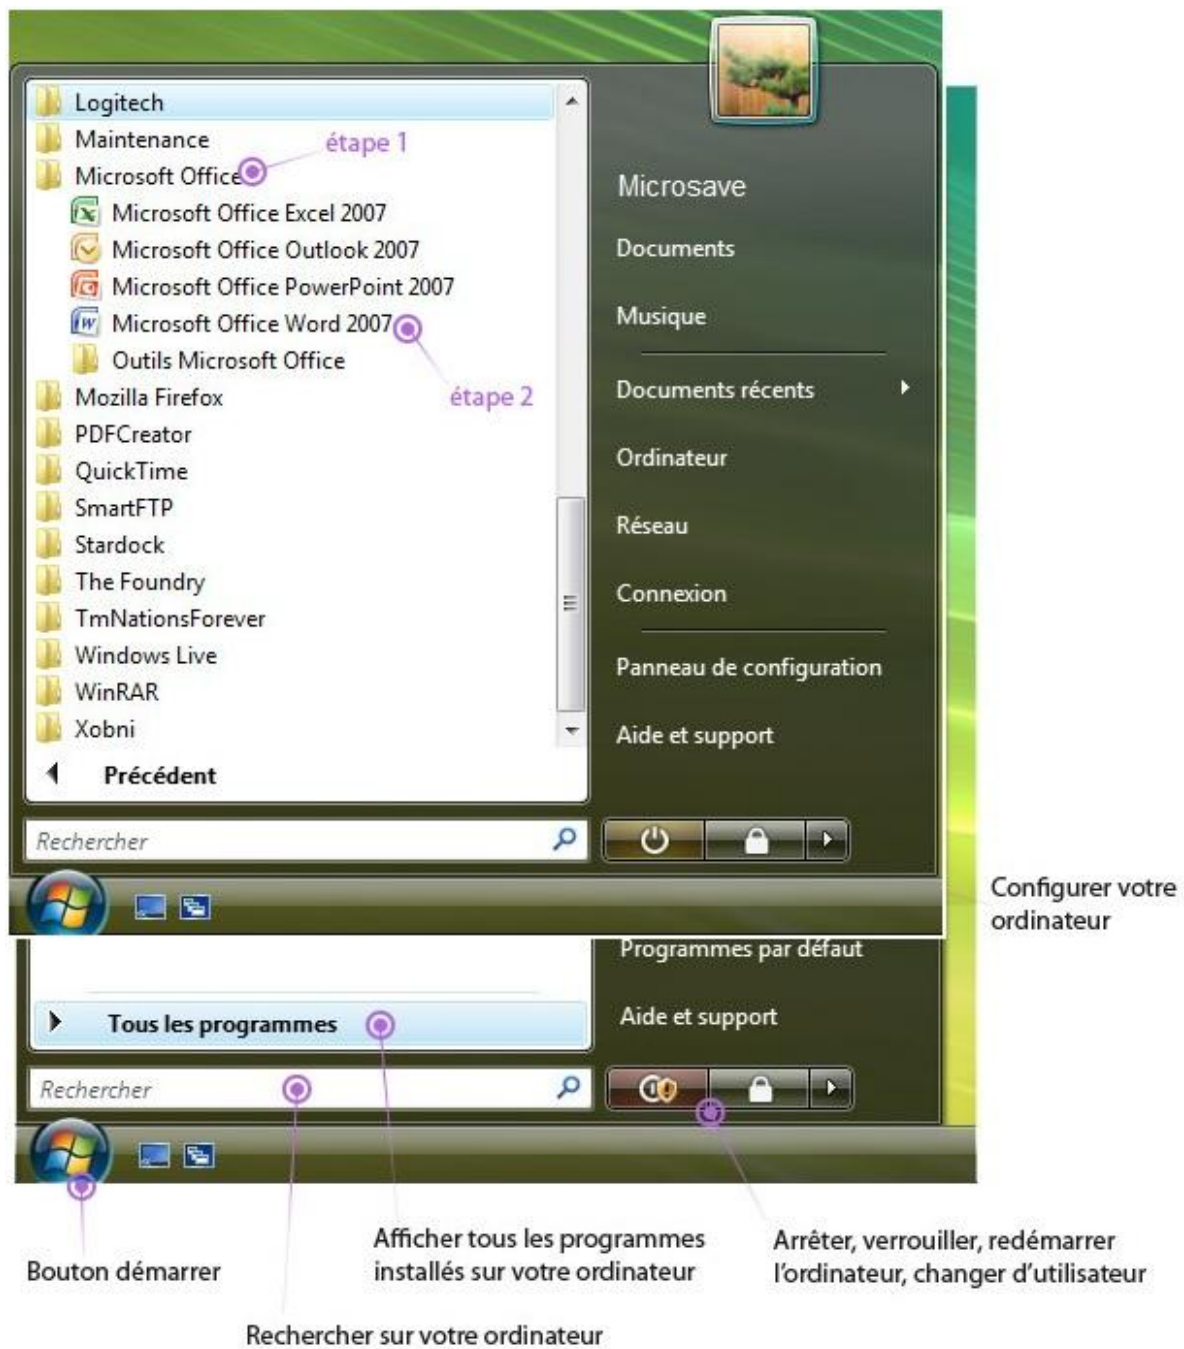 Logitech
Maintenance
étape 1
Microsoft Office
Microsoft Office Excel 2007
Microsoft Office Outlook 2007
Microsoft Office PowerPoint 2007
Microsoft Office Word 2007
Outils Microsoft Office
étape 2
Mozilla Firefox
PDFCreator
QuickTime
SmartFTP
Stardock
The Foundry
TmNationsForever
Windows Live
WinRAR
Xobni
Précédent
Rechercher
Microsave
Documents
Musique
Documents récents
Ordinateur
Réseau
Connexion
Panneau de configuration
Aide et support
Configurer votre
ordinateur
Programmes par défaut
Tous les programmes
Aide et support
Rechercher
Bouton démarrer
Afficher tous les programmes
installés sur votre ordinateur
Arrêter, verrouiller, redémarrer
l'ordinateur, changer d'utilisateur
Rechercher sur votre ordinateur